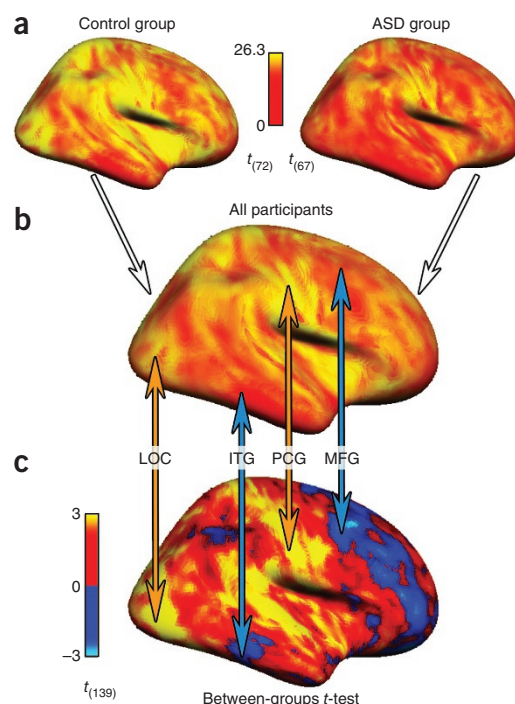 a
Control group
ASD group
26.3
0
t(72) t(67)
b
All participants
LOC ITG PCG MFG
c
3
0
–3
t(139)
Between-groups t-test